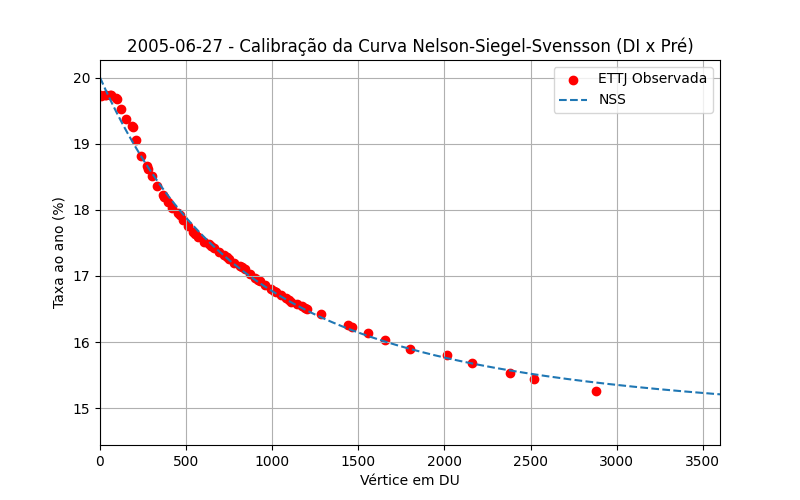 2005-06-27 - Calibração da Curva Nelson-Siegel-Svensson (DI x Pré)
ETTJ Observada
NSS
Taxa ao ano (%)
20
19
18
17
16
15
0 500 1000 1500 2000 2500 3000 3500
Vértice em DU